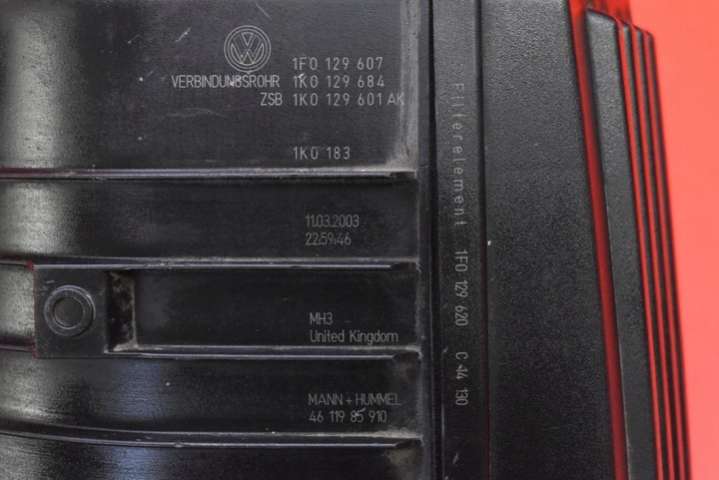 1F0 129 607
VERBINDUNGSROHR 1K0 129 684
ZSB 1K0 129 601 AK
1K0 183
11.03.2003
22:59:46
MH3
United Kingdom
MANN+HUMMEL
46 119 85 910
Filterelement 1F0 129 620 C 44 130